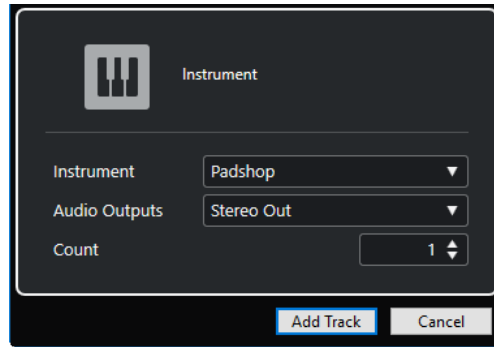 Instrument
Instrument Padshop
Audio Outputs Stereo Out
Count 1
Add Track Cancel